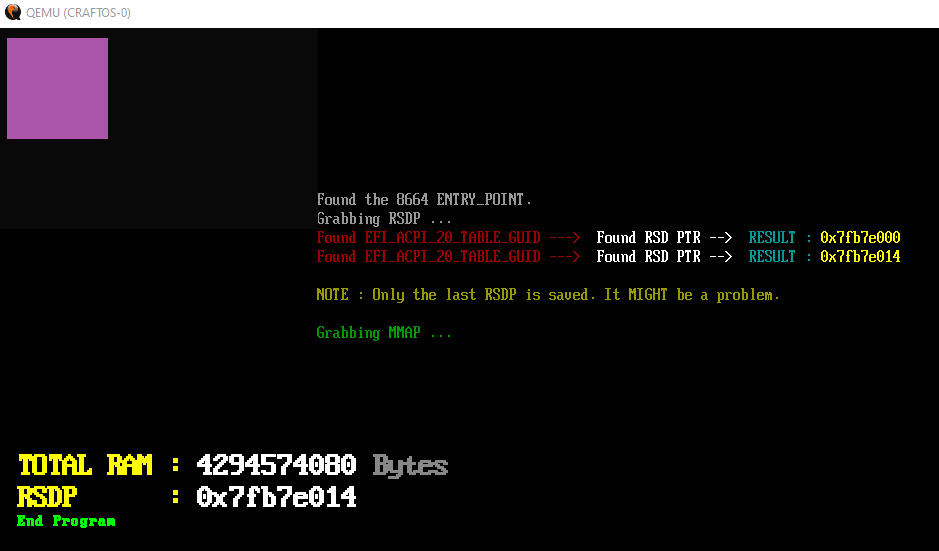 QEMU (CRAFTOS-0)
Found the 8664 ENTRY_POINT.
Grabbing RSDP ...
Found EFI_ACPI_20_TABLE_GUID ---> Found RSD PTR --> RESULT : 0x7fb7e000
Found EFI_ACPI_20_TABLE_GUID ---> Found RSD PTR --> RESULT : 0x7fb7e014
NOTE : Only the last RSDP is saved. It MIGHT be a problem.
Grabbing MMAP ...
TOTAL RAM : 4294574080 Bytes
RSDP : 0x7fb7e014
End Program